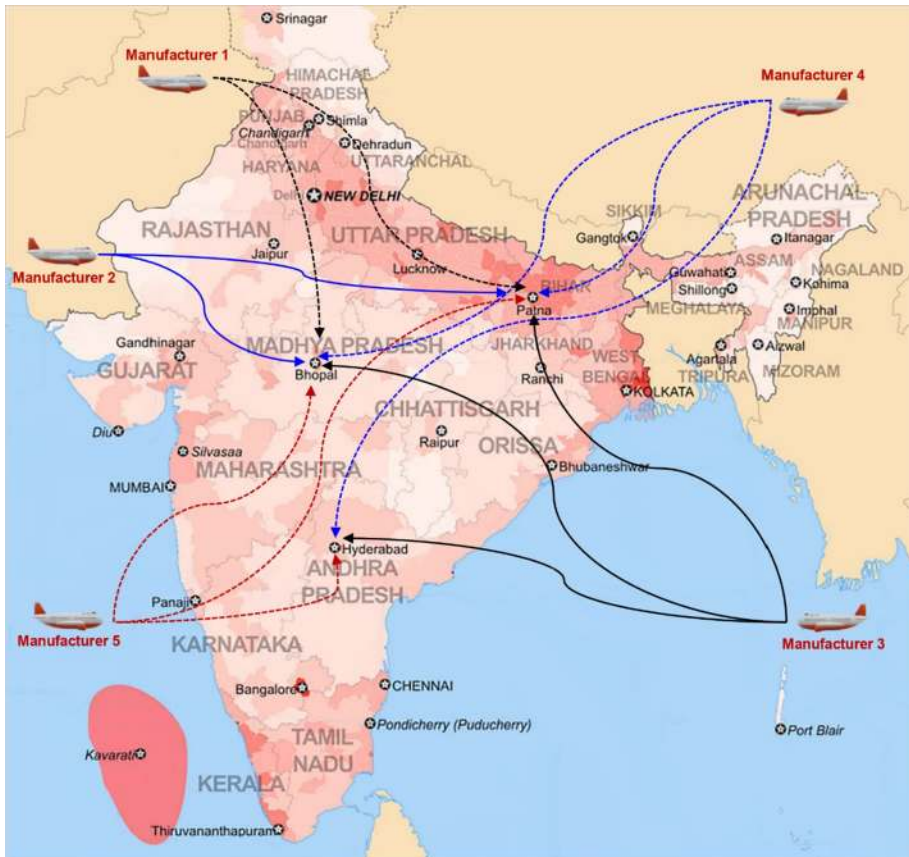 Srinagar
Manufacturer 1
HIMACHAL
PRADESH
Manufacturer 4
PUNJAB
Shimla
Chandigarh
Chandigarh
Dehradun
UTTARANCHAL
HARYANA
Delhi
NEW DELHI
ARUNACHAL
PRADESH
SIKKIM
RAJASTHAN
UTTAR PRADESH
Gangtok
Itanagar
Jaipur
Lucknow
ASSAM
Manufacturer 2
Guwahati
NAGALAND
BIHAR
Shillong
Kohima
Patna
MEGHALAYA
Imphal
MANIPUR
Gandhinagar
MADHYA PRADESH
JHARKHAND
Agartala
Aizwal
GUJARAT
Bhopal
Ranchi
WEST
BENGAL
TRIPURA
MIZORAM
KOLKATA
CHHATTISGARH
Diu
Raipur
ORISSA
Silvasaa
MAHARASHTRA
Bhubaneshwar
MUMBAI
Hyderabad
ANDHRA
PRADESH
Panaji
Manufacturer 5
Manufacturer 3
KARNATAKA
Bangalore
CHENNAI
Pondicherry (Puducherry)
Port Blair
TAMIL
NADU
Kavarati
KERALA
Thiruvananthapuram